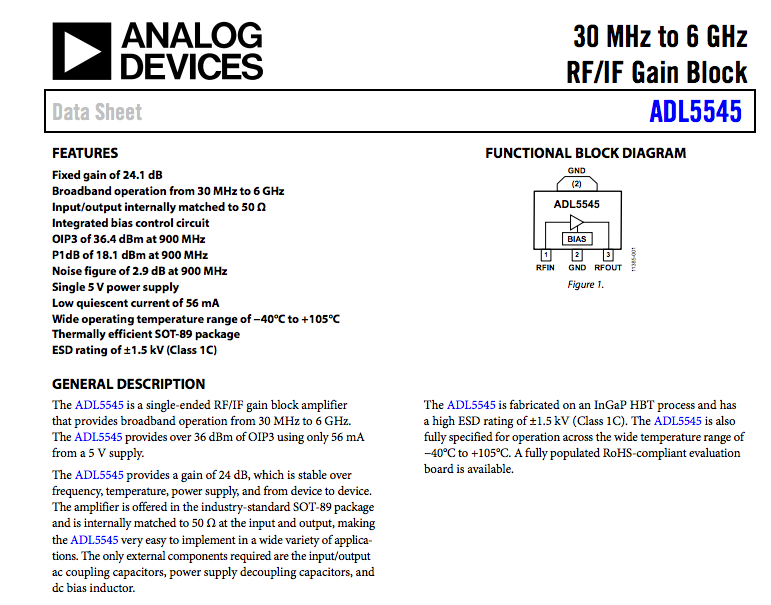 ANALOG
DEVICES
30 MHz to 6 GHz
RF/IF Gain Block
Data Sheet
ADL5545
FEATURES
Fixed gain of 24.1 dB
Broadband operation from 30 MHz to 6 GHz
Input/output internally matched to 50 Ω
Integrated bias control circuit
OIP3 of 36.4 dBm at 900 MHz
P1dB of 18.1 dBm at 900 MHz
Noise figure of 2.9 dB at 900 MHz
Single 5 V power supply
Low quiescent current of 56 mA
Wide operating temperature range of −40°C to +105°C
Thermally efficient SOT-89 package
ESD rating of ±1.5 kV (Class 1C)
FUNCTIONAL BLOCK DIAGRAM
GND
(2)
ADL5545
BIAS
1 2 3
RFIN GND RFOUT
11385-001
Figure 1.
GENERAL DESCRIPTION
The ADL5545 is a single-ended RF/IF gain block amplifier
that provides broadband operation from 30 MHz to 6 GHz.
The ADL5545 provides over 36 dBm of OIP3 using only 56 mA
from a 5 V supply.
The ADL5545 provides a gain of 24 dB, which is stable over
frequency, temperature, power supply, and from device to device.
The amplifier is offered in the industry-standard SOT-89 package
and is internally matched to 50 Ω at the input and output, making
the ADL5545 very easy to implement in a wide variety of applica-
tions. The only external components required are the input/output
ac coupling capacitors, power supply decoupling capacitors, and
dc bias inductor.
The ADL5545 is fabricated on an InGaP HBT process and has
a high ESD rating of ±1.5 kV (Class 1C). The ADL5545 is also
fully specified for operation across the wide temperature range of
−40°C to +105°C. A fully populated RoHS-compliant evaluation
board is available.